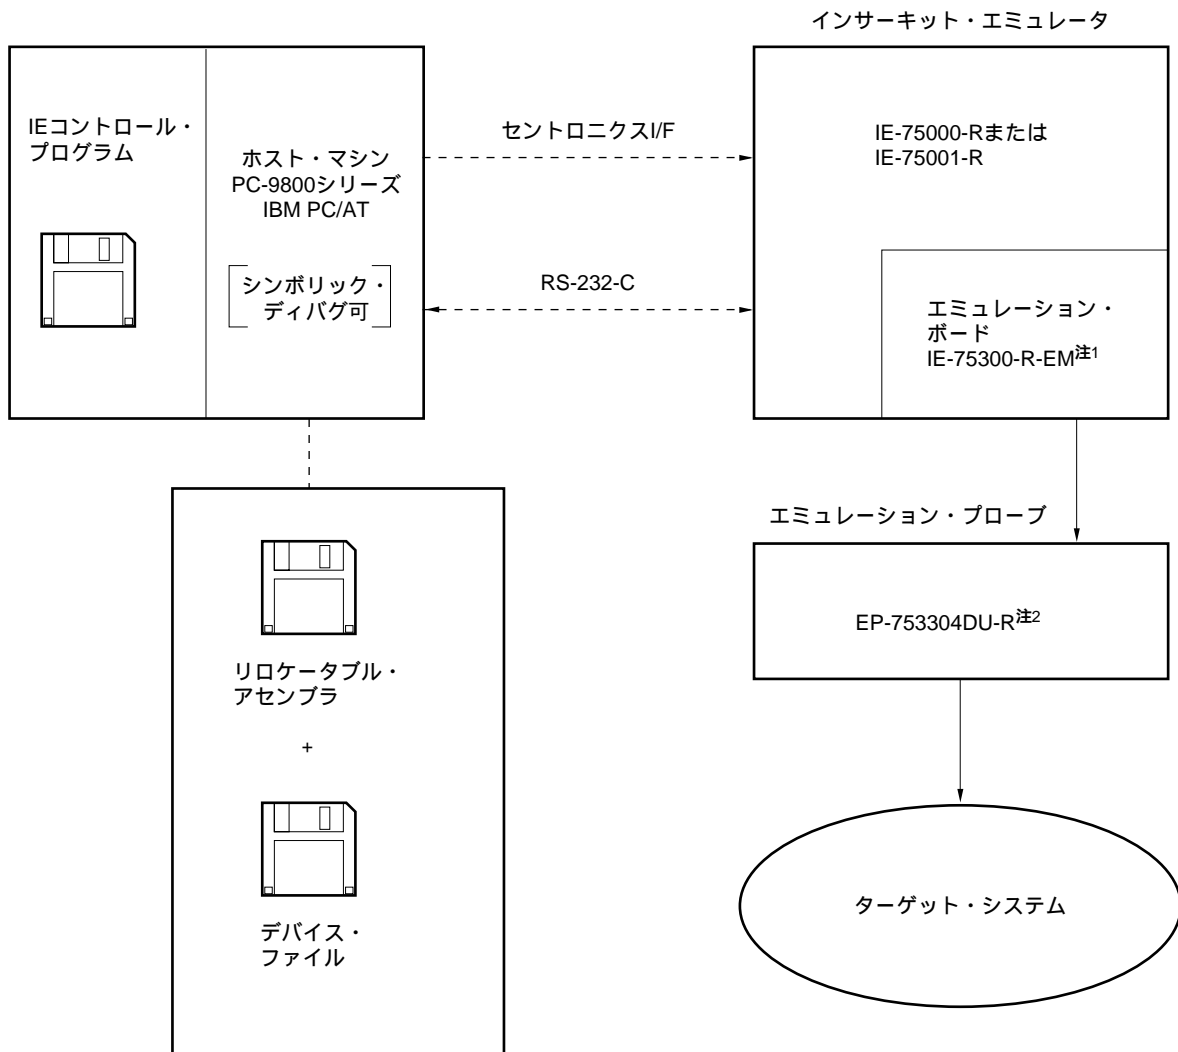 インサーキット・エミュレータ
IEコントロール・
プログラム
ホスト・マシン
PC-9800シリーズ
IBM PC/AT
シンボリック・
ディバグ可
セントロニクスI/F
RS-232-C
IE-75000-Rまたは
IE-75001-R
エミュレーション・
ボード
IE-75300-R-EM注1
エミュレーション・プローブ
EP-753304DU-R注2
リロケータブル・
アセンブラ
+
デバイス・
ファイル
ターゲット・システム